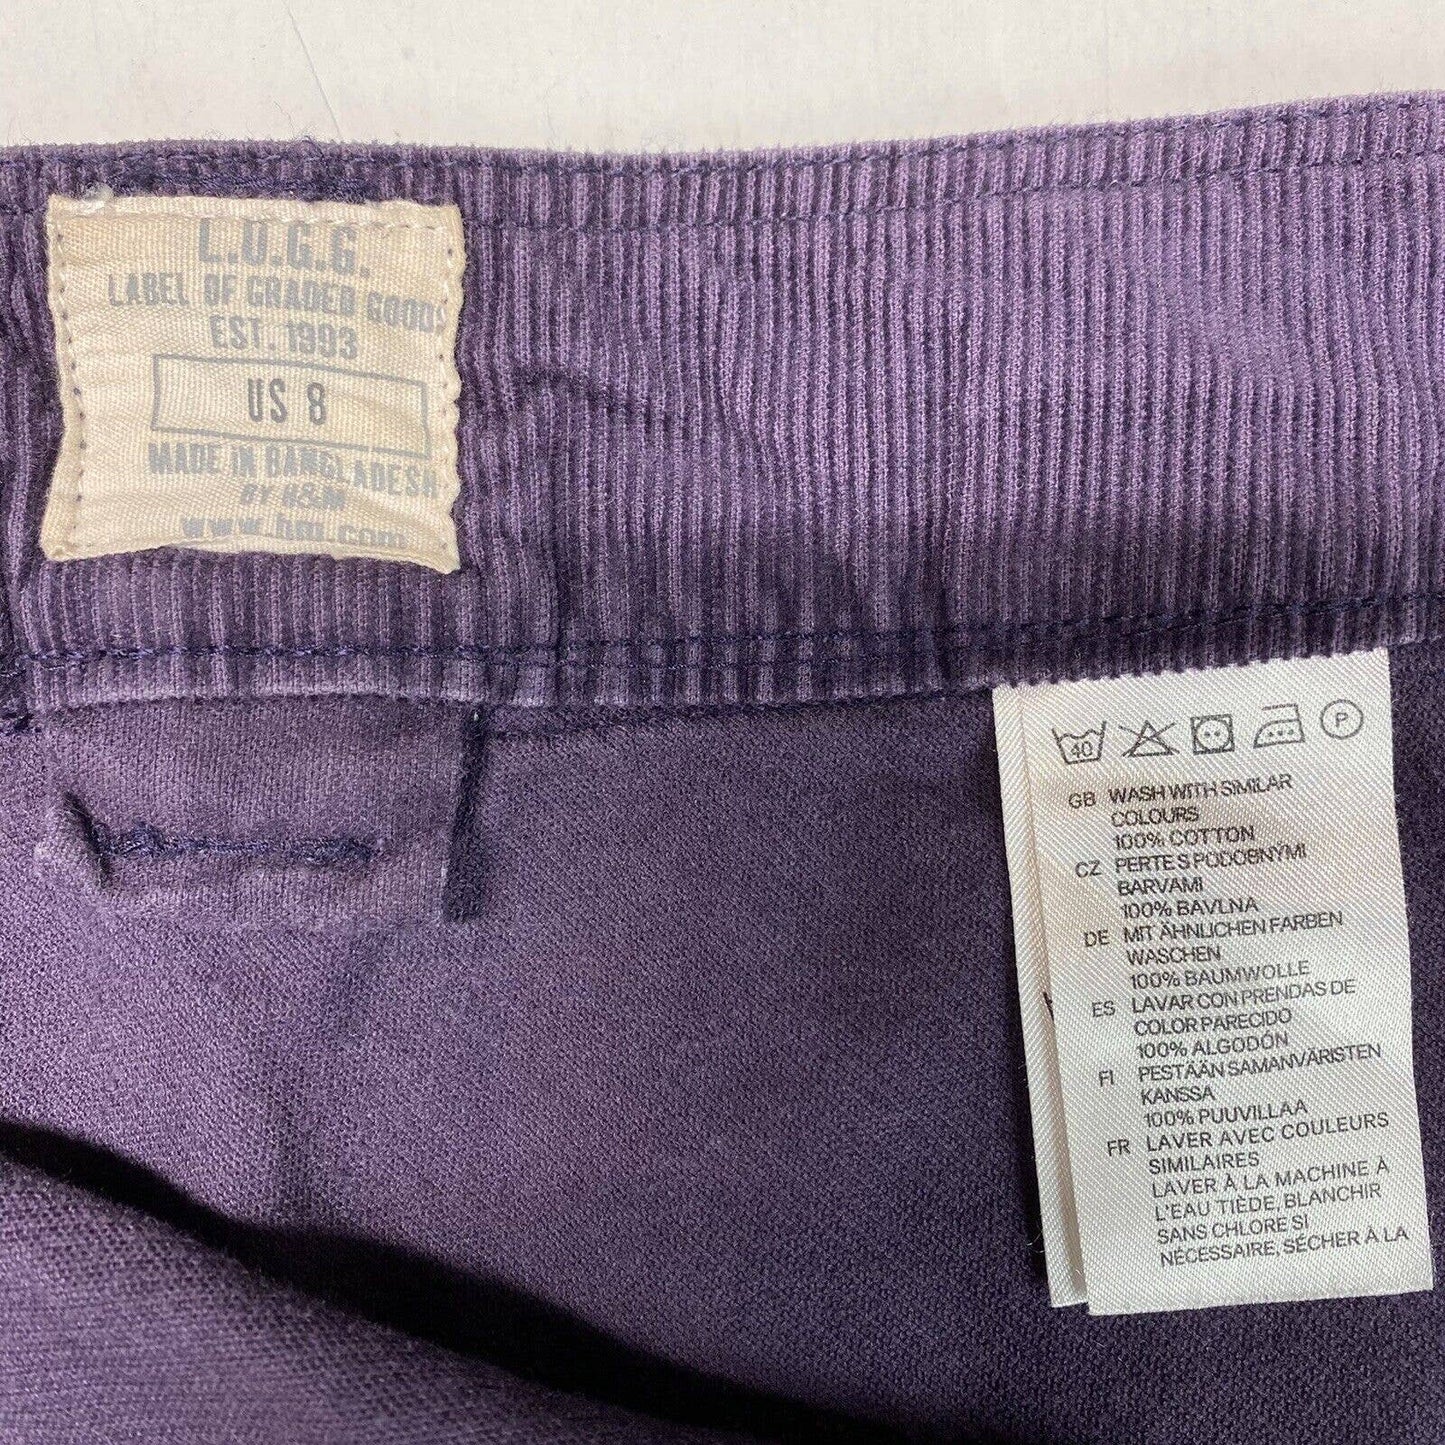 L.O.G.G.
LABEL OF GRADED GOODS
EST. 1993
US 8
MADE IN BANGLADESH
BY H&M
www.hm.com
40
P
GB WASH WITH SIMILAR
COLOURS
100% COTTON
CZ PERTE S PODOBNÝMI
BARVAMI
100% BAVLNA
DE MIT ÄHNLICHEN FARBEN
WASCHEN
100% BAUMWOLLE
ES LAVAR CON PRENDAS DE
COLOR PARECIDO
100% ALGODÓN
FI PESTÄÄN SAMANVÄRISTEN
KANSSA
100% PUUVILLAA
FR LAVER AVEC COULEURS
SIMILAIRES
LAVER À LA MACHINE À
L'EAU TIÈDE, BLANCHIR
SANS CHLORE SI
NÉCESSAIRE, SÉCHER À LA